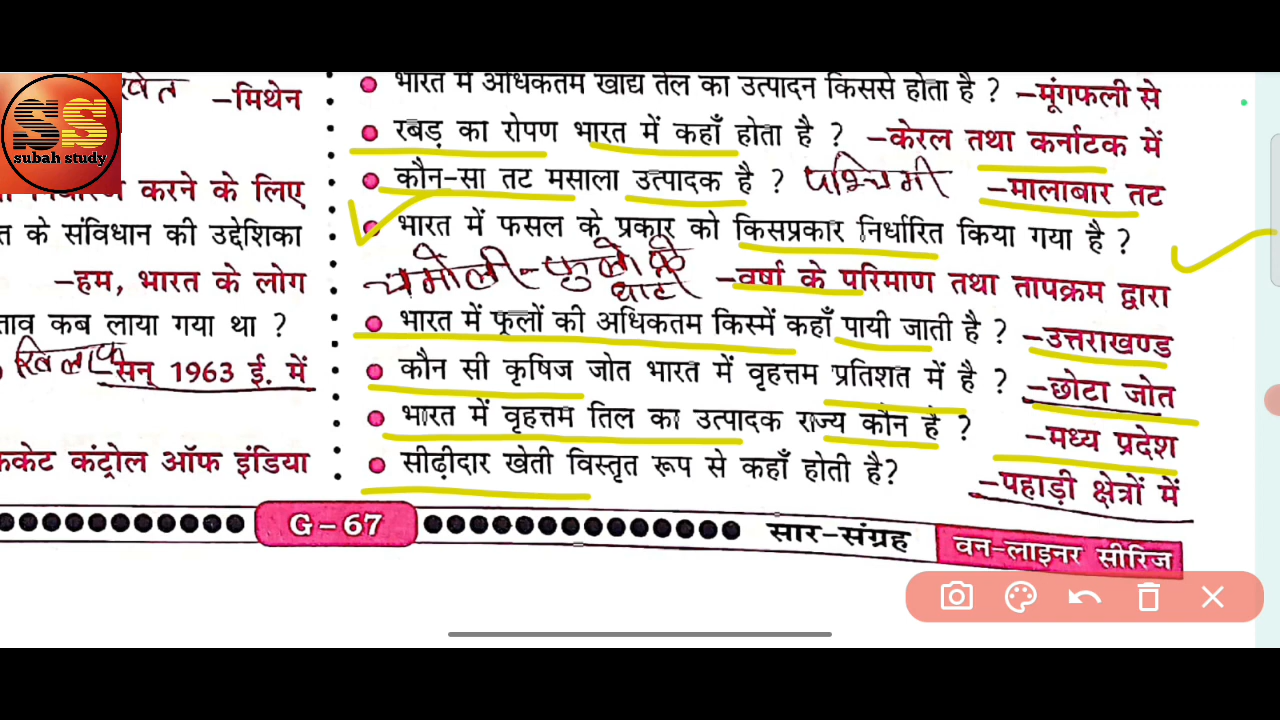 SS
subah study
–मिथेन
करने के लिए
त के संविधान की उद्देशिका
–हम, भारत के लोग
ताव कब लाया गया था ?
खिलाफ
सन् 1963 ई. में
केकेट कंट्रोल ऑफ इंडिया
भारत में अधिकतम खाद्य तेल का उत्पादन किससे होता है ? –मूंगफली से
रबड़ का रोपण भारत में कहाँ होता है ? –केरल तथा कर्नाटक में
कौन-सा तट मसाला उत्पादक है ? पश्चिमी –मालाबार तट
भारत में फसल के प्रकार को किसप्रकार निर्धारित किया गया है ?
चमोली - फुलो की घाटी –वर्षा के परिमाण तथा तापक्रम द्वारा
भारत में फूलों की अधिकतम किस्में कहाँ पायी जाती है ? –उत्तराखण्ड
कौन सी कृषिज जोत भारत में वृहत्तम प्रतिशत में है ? –छोटा जोत
भारत में वृहत्तम तिल का उत्पादक राज्य कौन है ? –मध्य प्रदेश
सीढ़ीदार खेती विस्तृत रूप से कहाँ होती है? –पहाड़ी क्षेत्रों में
G–67 सार-संग्रह वन-लाइनर सीरिज